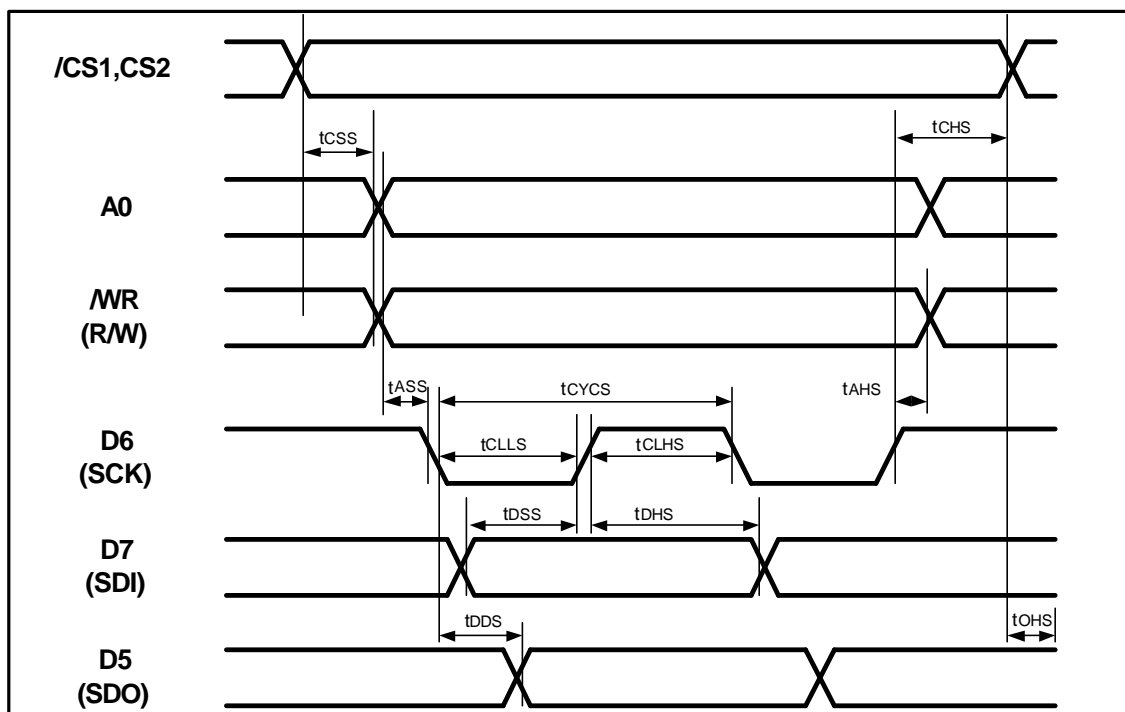 /CS1,CS2
tCSS
tCHS
A0
/WR
(R/W)
tASS
tCYCS
tAHS
D6
(SCK)
tCLLS
tCLHS
tDSS
tDHS
D7
(SDI)
tDDS
tOHS
D5
(SDO)